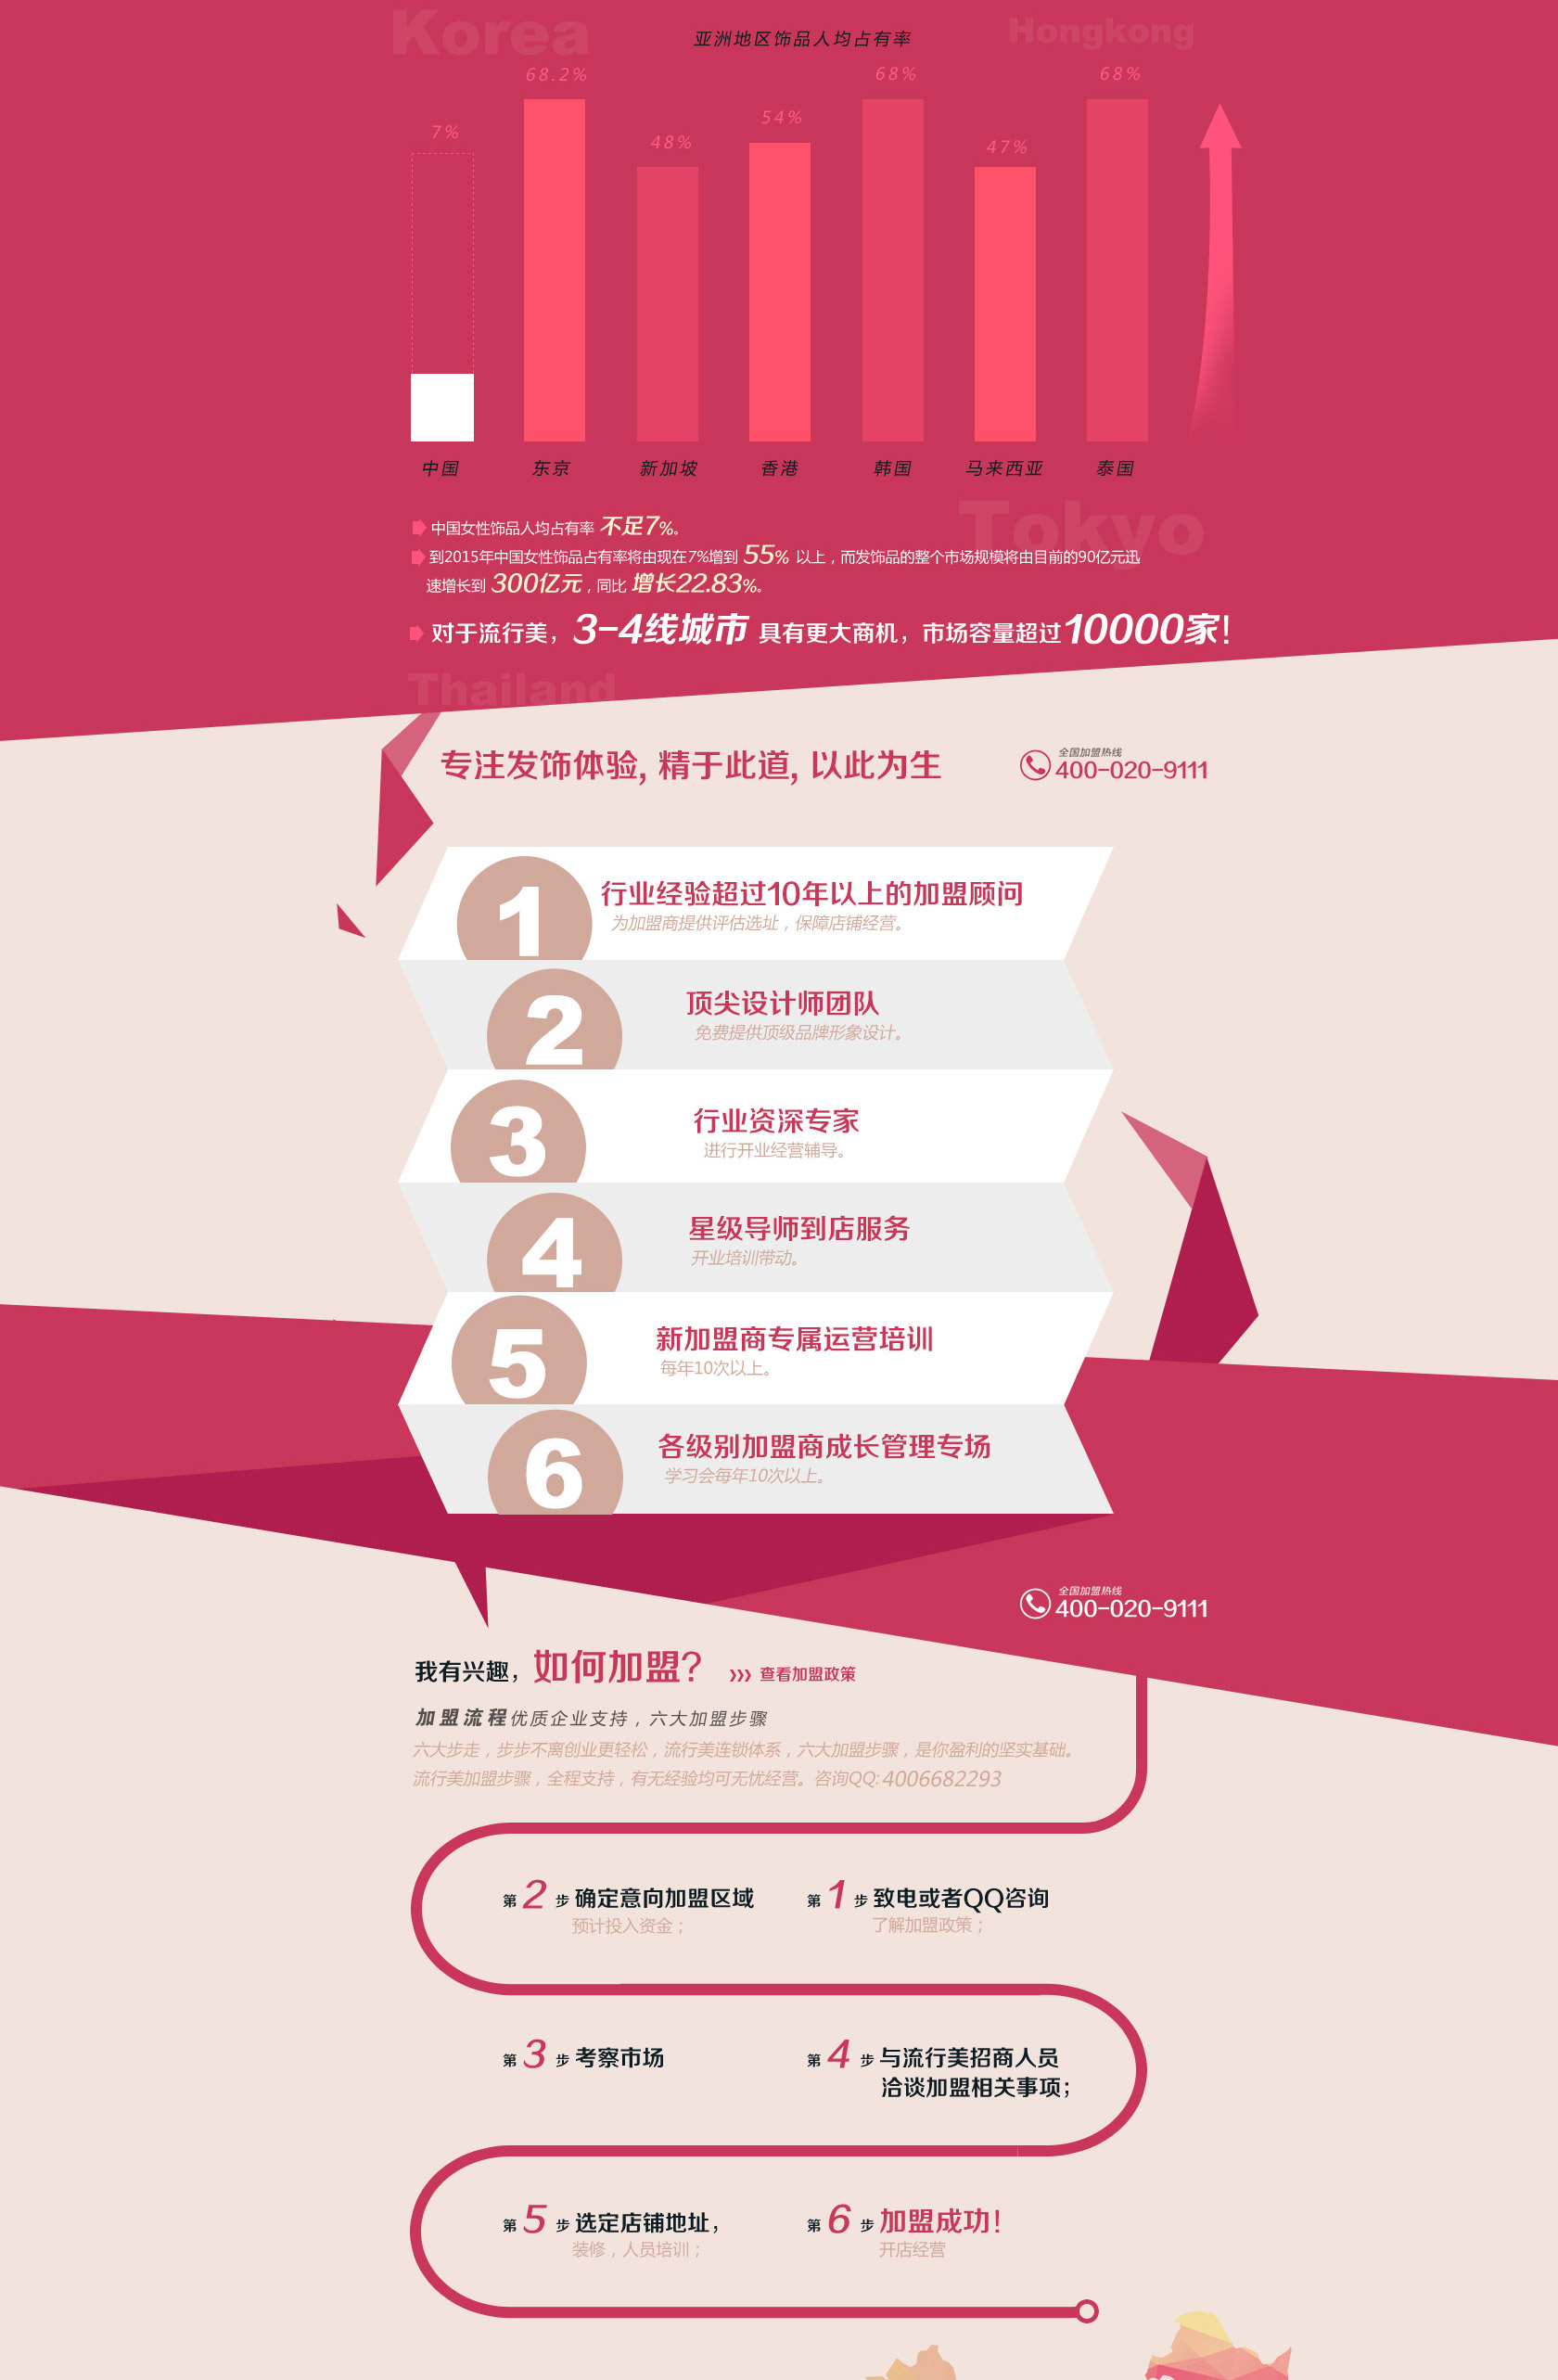 Korea
Hongkong
亚洲地区饰品人均占有率
7%
68.2%
48%
54%
68%
47%
68%
中国
东京
新加坡
香港
韩国
马来西亚
泰国
Tokyo
中国女性饰品人均占有率 不足7%。
到2015年中国女性饰品占有率将由现在7%增到 55% 以上，而发饰品的整个市场规模将由目前的90亿元迅
速增长到 300亿元，同比 增长22.83%。
对于流行美，3-4线城市 具有更大商机，市场容量超过10000家！
Thailand
专注发饰体验, 精于此道, 以此为生
全国加盟热线
400-020-9111
1
行业经验超过10年以上的加盟顾问
为加盟商提供评估选址，保障店铺经营。
2
顶尖设计师团队
免费提供顶级品牌形象设计。
3
行业资深专家
进行开业经营辅导。
4
星级导师到店服务
开业培训带动。
5
新加盟商专属运营培训
每年10次以上。
6
各级别加盟商成长管理专场
学习会每年10次以上。
全国加盟热线
400-020-9111
我有兴趣，如何加盟？ 查看加盟政策
加盟流程 优质企业支持，六大加盟步骤
六大步走，步步不离创业更轻松，流行美连锁体系，六大加盟步骤，是你盈利的坚实基础。
流行美加盟步骤，全程支持，有无经验均可无忧经营。咨询QQ: 4006682293
第 2 步 确定意向加盟区域
预计投入资金；
第 1 步 致电或者QQ咨询
了解加盟政策；
第 3 步 考察市场
第 4 步 与流行美招商人员
洽谈加盟相关事项；
第 5 步 选定店铺地址，
装修，人员培训；
第 6 步 加盟成功！
开店经营